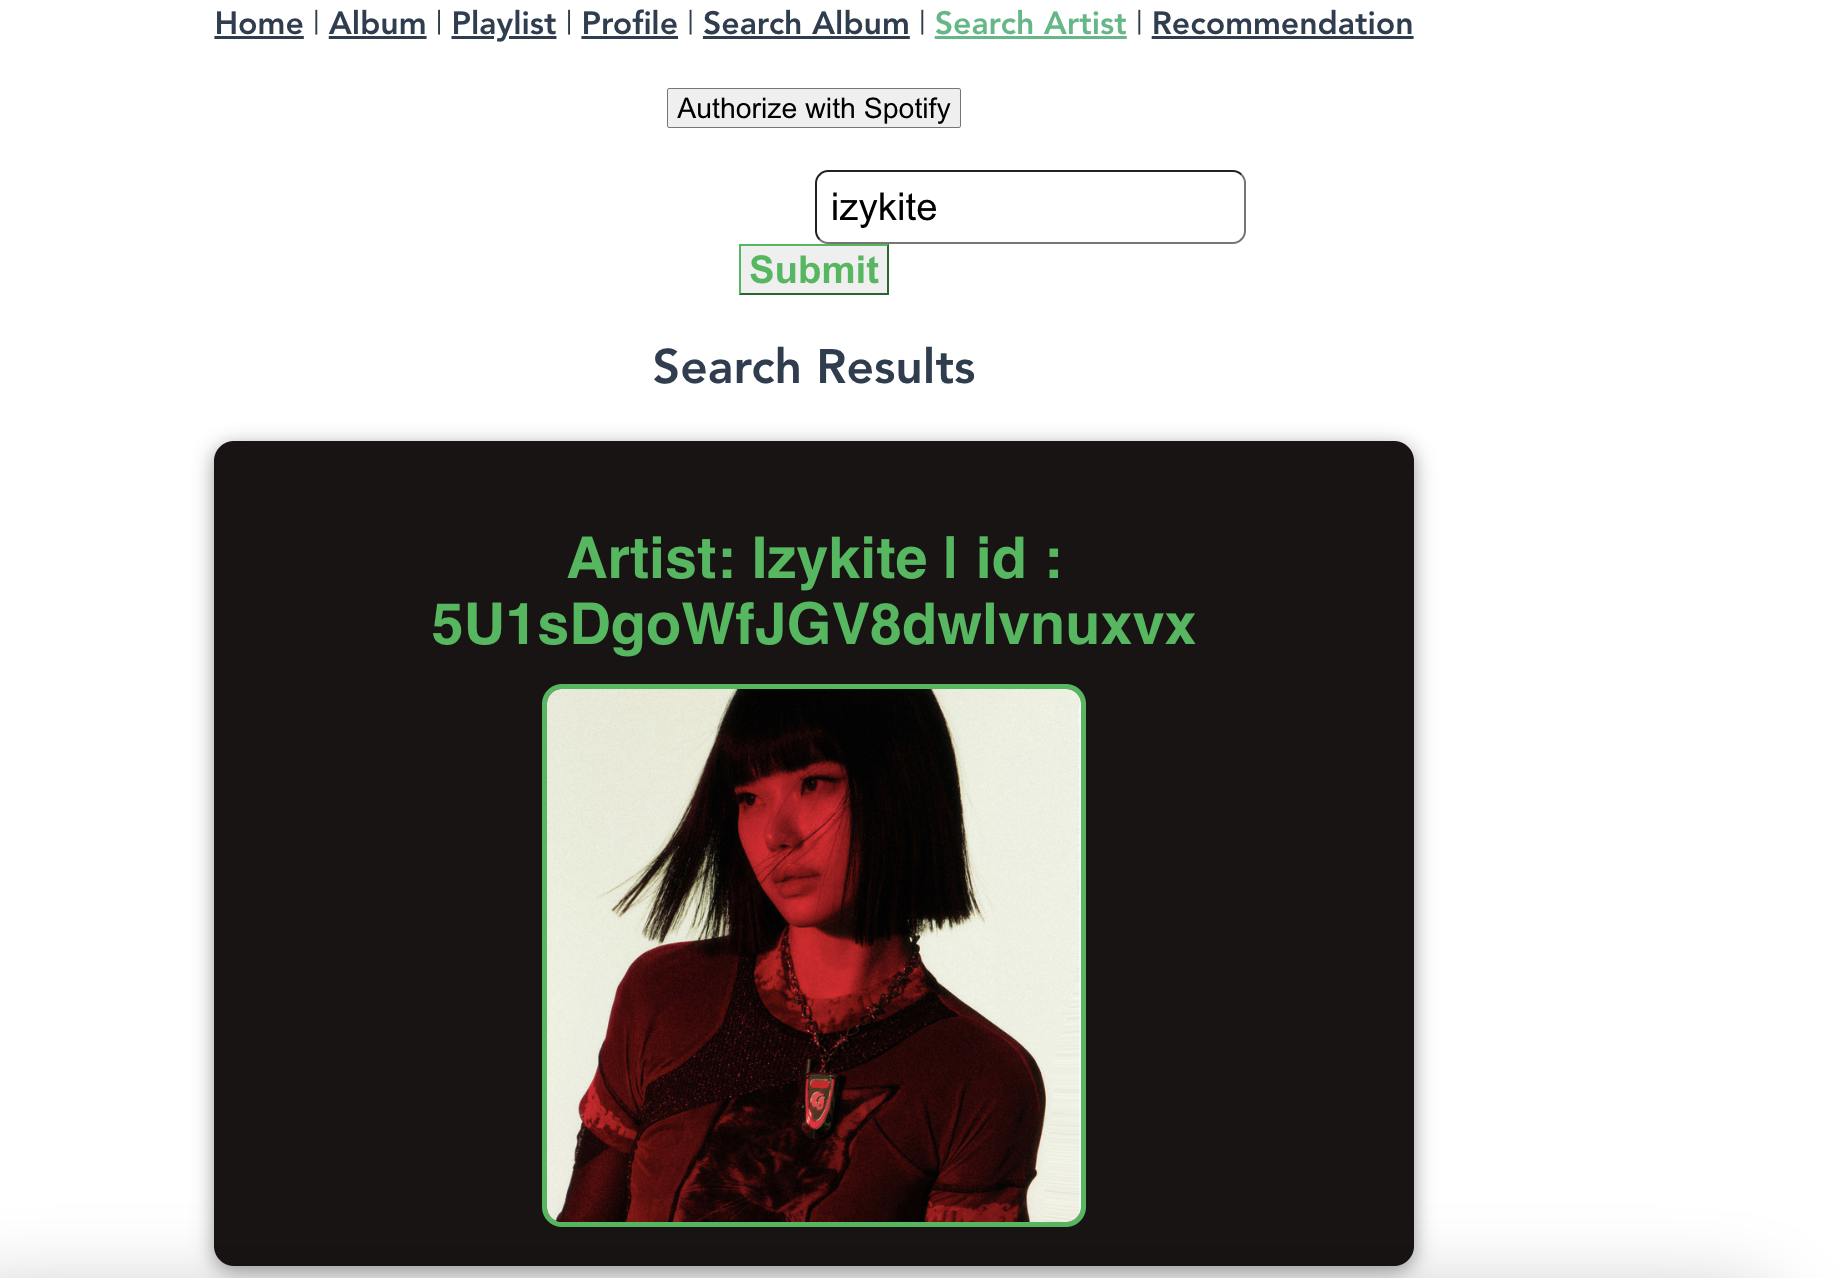 Home | Album | Playlist | Profile | Search Album | Search Artist | Recommendation
Authorize with Spotify
izykite
Submit
Search Results
Artist: Izykite | id :
5U1sDgoWfJGV8dwlvnuxvx